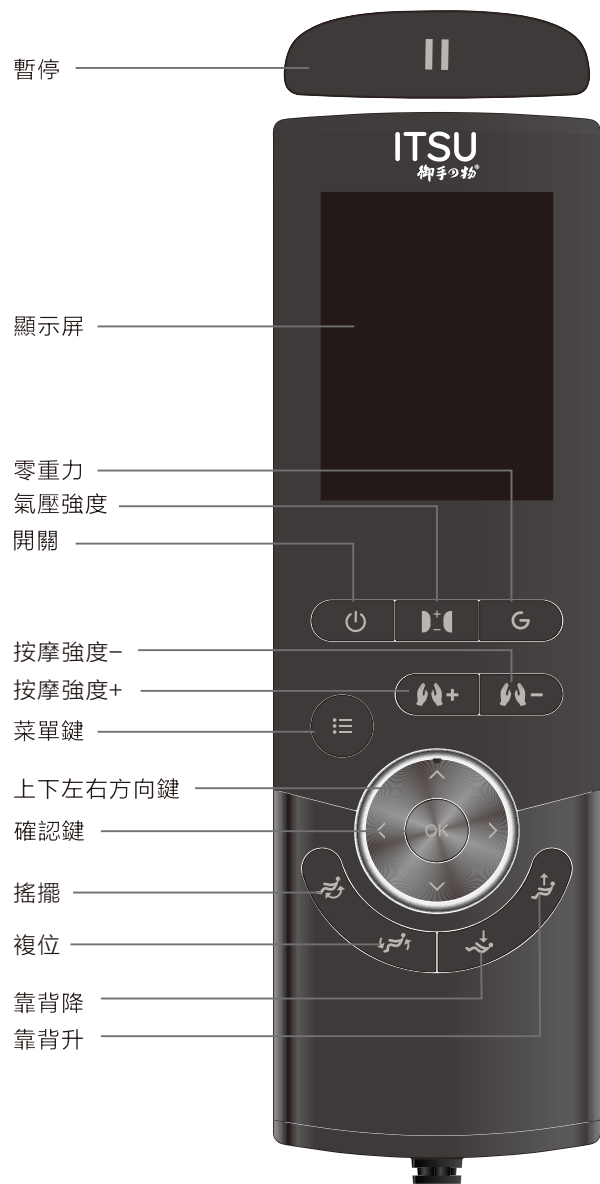 暫停
ITSU
御手の物®
顯示屏
零重力
氣壓強度
開關
按摩強度−
按摩強度+
菜單鍵
上下左右方向鍵
確認鍵
OK
搖擺
複位
靠背降
靠背升